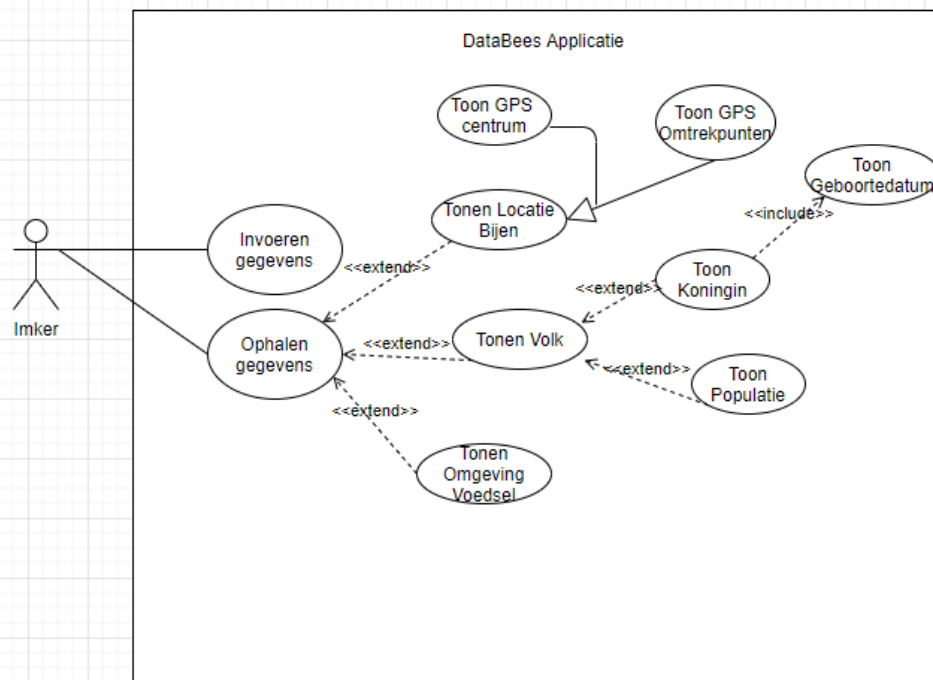 DataBees Applicatie
Toon GPS
centrum
Toon GPS
Omtrekpunten
Toon
Geboortedatum
<<include>>
Tonen Locatie
Bijen
Invoeren
gegevens
<<extend>>
Toon
Koningin
<<extend>>
Imker
Ophalen
gegevens
<<extend>>
Tonen Volk
<<extend>>
Toon
Populatie
<<extend>>
Tonen
Omgeving
Voedsel